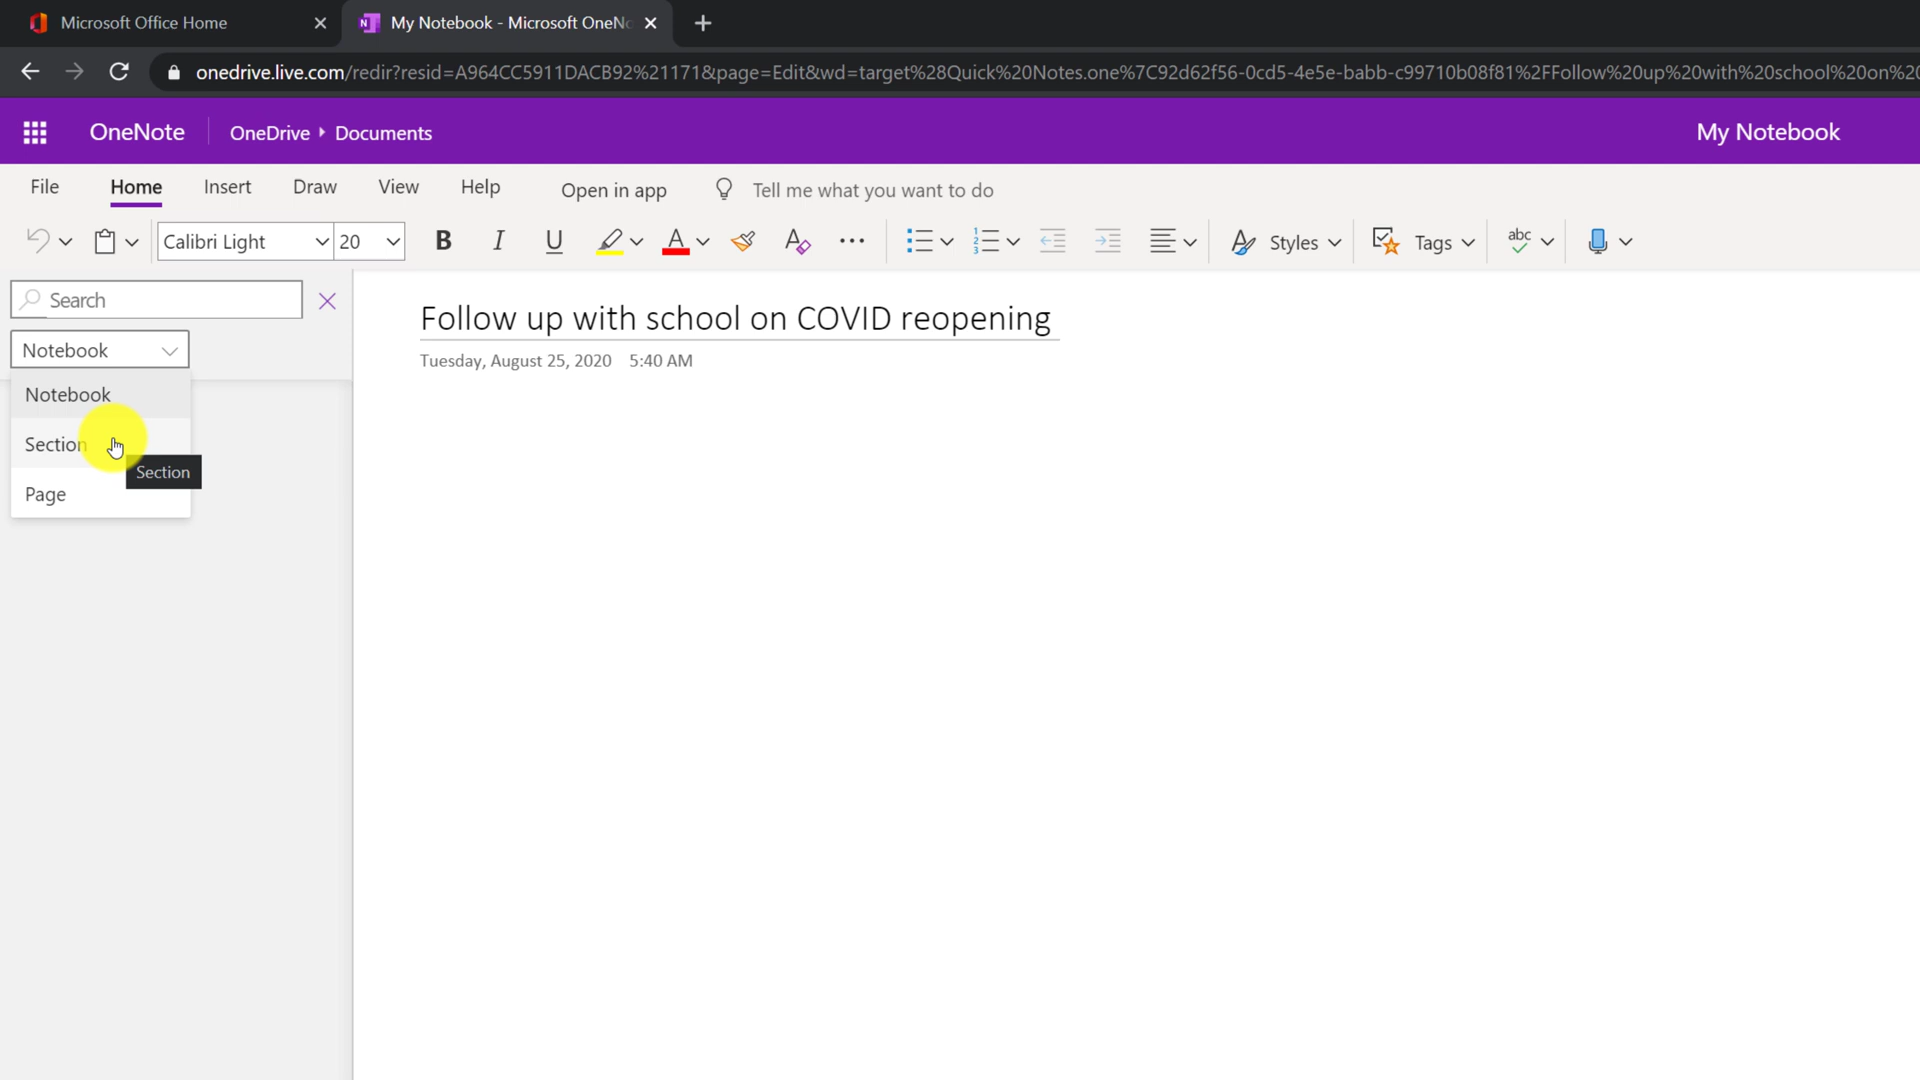 Microsoft Office Home
My Notebook - Microsoft OneNo
onedrive.live.com/redir?resid=A964CC5911DACB92%21171&page=Edit&wd=target%28Quick%20Notes.one%7C92d62f56-0cd5-4e5e-babb-c99710b08f81%2FFollow%20up%20with%20school%20on%20
OneNote
OneDrive
Documents
My Notebook
File
Home
Insert
Draw
View
Help
Open in app
Tell me what you want to do
Calibri Light
20
B
I
U
A
A
1
2
3
Styles
Tags
abc
Search
Notebook
Notebook
Section
Section
Page
Follow up with school on COVID reopening
Tuesday, August 25, 2020 5:40 AM